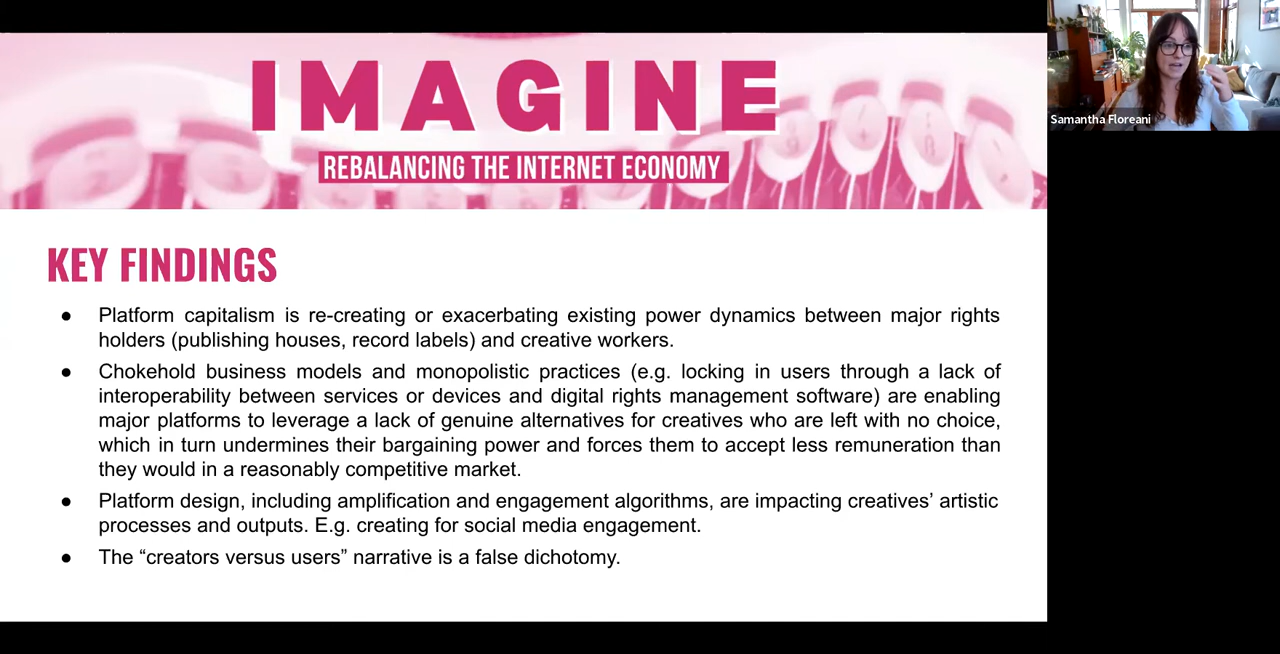 IMAGINE
REBALANCING THE INTERNET ECONOMY
Samantha Floreani
KEY FINDINGS
● Platform capitalism is re-creating or exacerbating existing power dynamics between major rights
holders (publishing houses, record labels) and creative workers.
● Chokehold business models and monopolistic practices (e.g. locking in users through a lack of
interoperability between services or devices and digital rights management software) are enabling
major platforms to leverage a lack of genuine alternatives for creatives who are left with no choice,
which in turn undermines their bargaining power and forces them to accept less remuneration than
they would in a reasonably competitive market.
● Platform design, including amplification and engagement algorithms, are impacting creatives’ artistic
processes and outputs. E.g. creating for social media engagement.
● The “creators versus users” narrative is a false dichotomy.